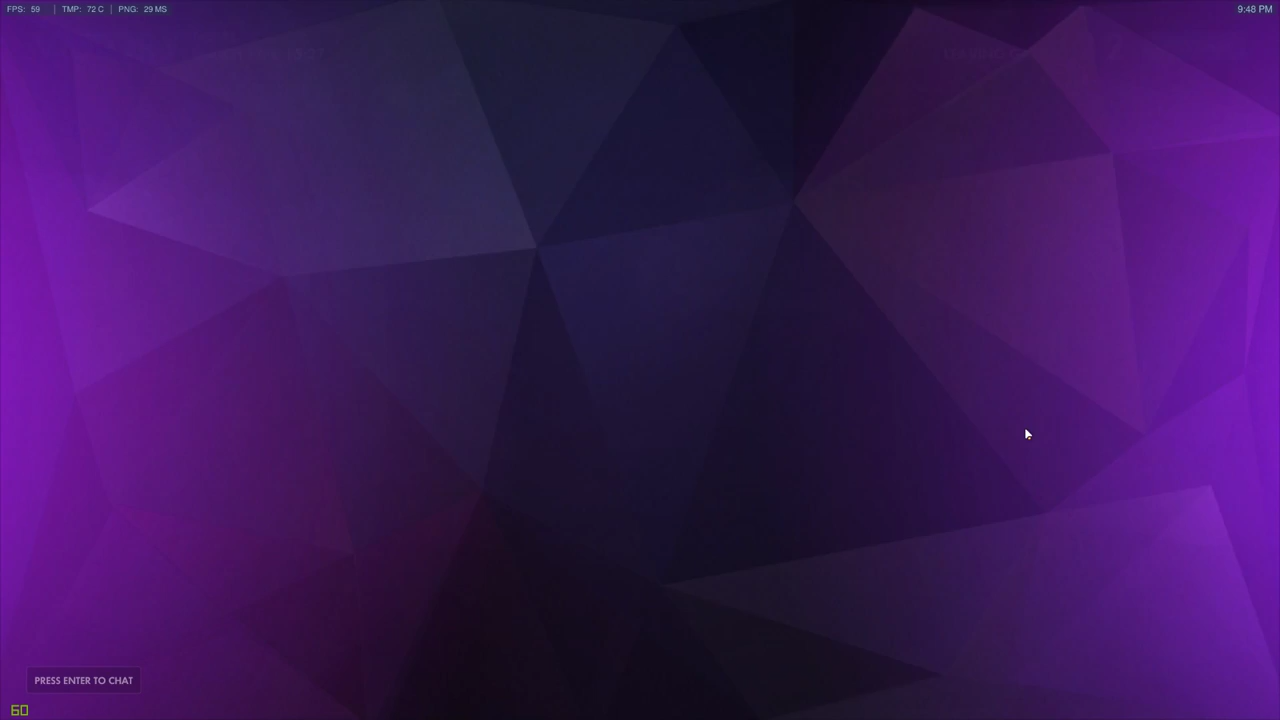 FPS: 59 | TMP: 72 C | PNG: 29 MS
9:48 PM
PRESS ENTER TO CHAT
60